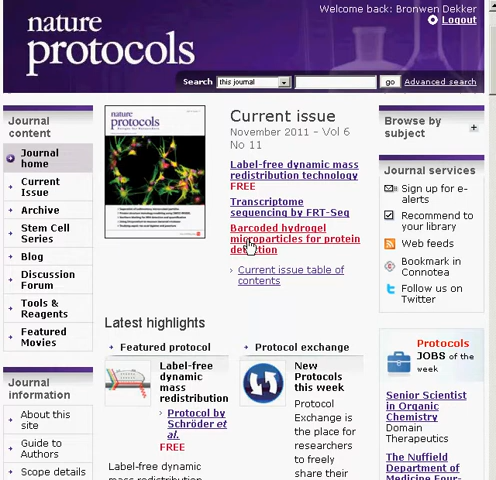 Welcome back: Bronwen Dekker
Logout
nature
protocols
Search this journal go Advanced search
Journal
content
Journal
home
Current
Issue
Archive
Stem Cell
Series
Blog
Discussion
Forum
Tools &
Reagents
Featured
Movies
Journal
information
About this
site
Guide to
Authors
Scope details
nature
protocols
Current issue
November 2011 – Vol 6
No 11
Label-free dynamic mass
redistribution technology
FREE
Transcriptome
sequencing by FRT-Seq
Barcoded hydrogel
microparticles for protein
detection
Current issue table of
contents
Latest highlights
Featured protocol
Label-free
dynamic
mass
redistribution
Protocol by
Schröder et
al.
FREE
Label-free dynamic
mass redistribution
Protocol exchange
New
Protocols
this week
Protocol
Exchange is
the place for
researchers
to freely
share their
Browse by
subject
Journal services
Sign up for e-
alerts
Recommend to
your library
Web feeds
Bookmark in
Connotea
Follow us on
Twitter
Protocols
JOBS of the
week
Senior Scientist
in Organic
Chemistry
Domain
Therapeutics
The Nuffield
Department of
Medicine Four-